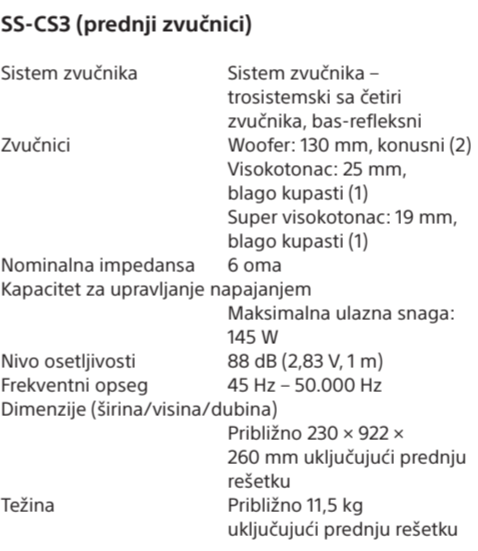 SS-CS3 (prednji zvučnici)
Sistem zvučnika Sistem zvučnika –
trosistemski sa četiri
zvučnika, bas-refleksni
Zvučnici Woofer: 130 mm, konusni (2)
Visokotonac: 25 mm,
blago kupasti (1)
Super visokotonac: 19 mm,
blago kupasti (1)
Nominalna impedansa 6 oma
Kapacitet za upravljanje napajanjem
Maksimalna ulazna snaga:
145 W
Nivo osetljivosti 88 dB (2,83 V, 1 m)
Frekventni opseg 45 Hz – 50.000 Hz
Dimenzije (širina/visina/dubina)
Približno 230 × 922 ×
260 mm uključujući prednju
rešetku
Težina Približno 11,5 kg
uključujući prednju rešetku